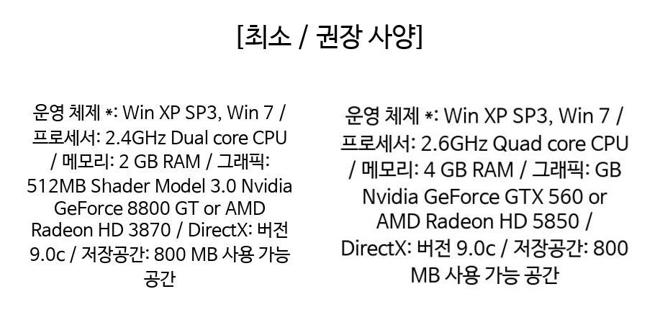 [최소 / 권장 사양]
운영 체제 *: Win XP SP3, Win 7 /
프로세서: 2.4GHz Dual core CPU
/ 메모리: 2 GB RAM / 그래픽:
512MB Shader Model 3.0 Nvidia
GeForce 8800 GT or AMD
Radeon HD 3870 / DirectX: 버전
9.0c / 저장공간: 800 MB 사용 가능
공간
운영 체제 *: Win XP SP3, Win 7 /
프로세서: 2.6GHz Quad core CPU
/ 메모리: 4 GB RAM / 그래픽: GB
Nvidia GeForce GTX 560 or
AMD Radeon HD 5850 /
DirectX: 버전 9.0c / 저장공간: 800
MB 사용 가능 공간